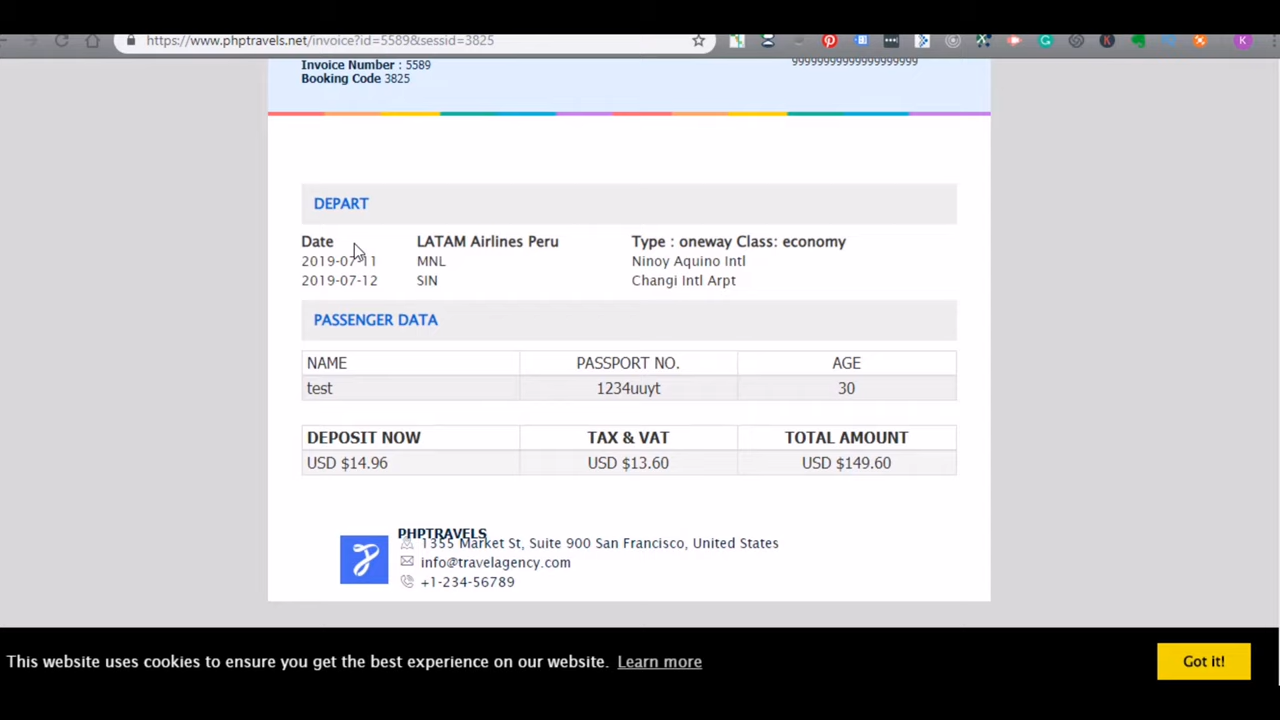 https://www.phptravels.net/invoice?id=5589&sessid=3825
Invoice Number : 5589
Booking Code 3825
99999999999999999999
DEPART
Date LATAM Airlines Peru Type : oneway Class: economy
2019-07-11 MNL Ninoy Aquino Intl
2019-07-12 SIN Changi Intl Arpt
PASSENGER DATA
NAME PASSPORT NO. AGE
test 1234uuyt 30
DEPOSIT NOW TAX & VAT TOTAL AMOUNT
USD $14.96 USD $13.60 USD $149.60
PHPTRAVELS
1355 Market St, Suite 900 San Francisco, United States
info@travelagency.com
+1-234-56789
This website uses cookies to ensure you get the best experience on our website. Learn more Got it!